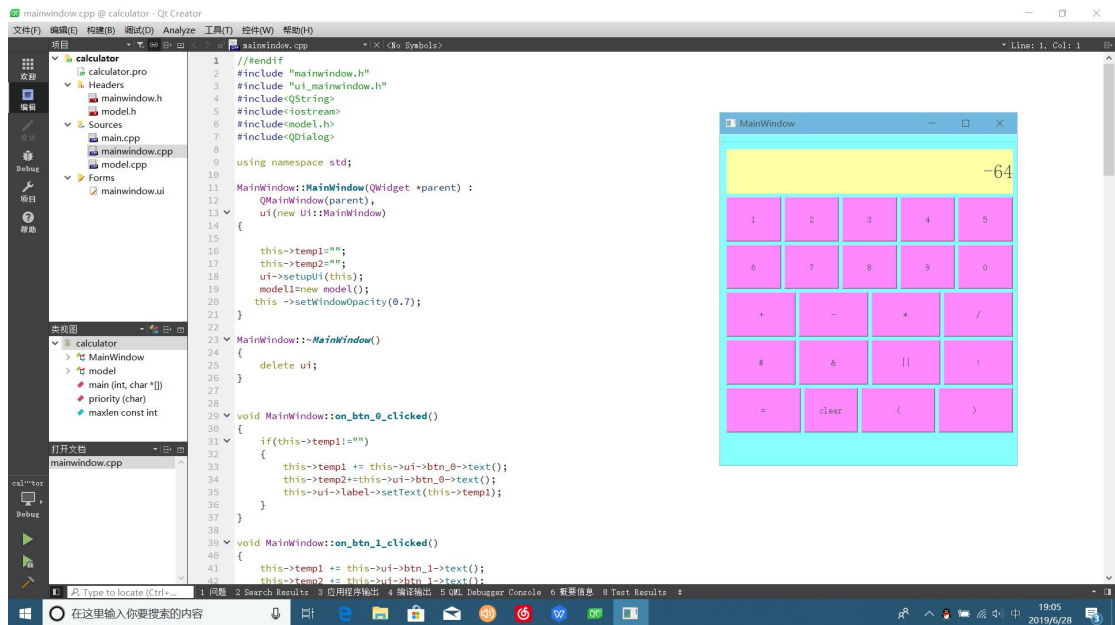 mainwindow.cpp @ calculator - Qt Creator
文件(F) 编辑(E) 构建(B) 调试(D) Analyze 工具(T) 控件(W) 帮助(H)
项目
mainwindow.cpp
<No Symbols>
Line: 1, Col: 1
欢迎
编辑
设计
Debug
项目
帮助
calculator
calculator.pro
Headers
mainwindow.h
model.h
Sources
main.cpp
mainwindow.cpp
model.cpp
Forms
mainwindow.ui
类视图
calculator
MainWindow
model
main (int, char *[])
priority (char)
maxlen const int
打开文档
mainwindow.cpp
cal…tor
Debug
1 //#endif
2 #include "mainwindow.h"
3 #include "ui_mainwindow.h"
4 #include<QString>
5 #include<iostream>
6 #include<model.h>
7 #include<QDialog>
8
9 using namespace std;
10
11 MainWindow::MainWindow(QWidget *parent) :
12 QMainWindow(parent),
13 ui(new Ui::MainWindow)
14 {
15
16 this->temp1="";
17 this->temp2="";
18 ui->setupUi(this);
19 model1=new model();
20 this ->setWindowOpacity(0.7);
21 }
22
23 MainWindow::~MainWindow()
24 {
25 delete ui;
26 }
27
28
29 void MainWindow::on_btn_0_clicked()
30 {
31 if(this->temp1!="")
32 {
33 this->temp1 += this->ui->btn_0->text();
34 this->temp2+=this->ui->btn_0->text();
35 this->ui->label->setText(this->temp1);
36 }
37 }
38
39 void MainWindow::on_btn_1_clicked()
40 {
41 this->temp1 += this->ui->btn_1->text();
42 this->temp2 += this->ui->btn_1->text();
MainWindow
-64
1 2 3 4 5
6 7 8 9 0
+ - * /
# & || !
= clear ( )
Type to locate (Ctrl+...
1 问题 2 Search Results 3 应用程序输出 4 编译输出 5 QML Debugger Console 6 概要信息 8 Test Results
在这里输入你要搜索的内容
中
19:05
2019/6/28